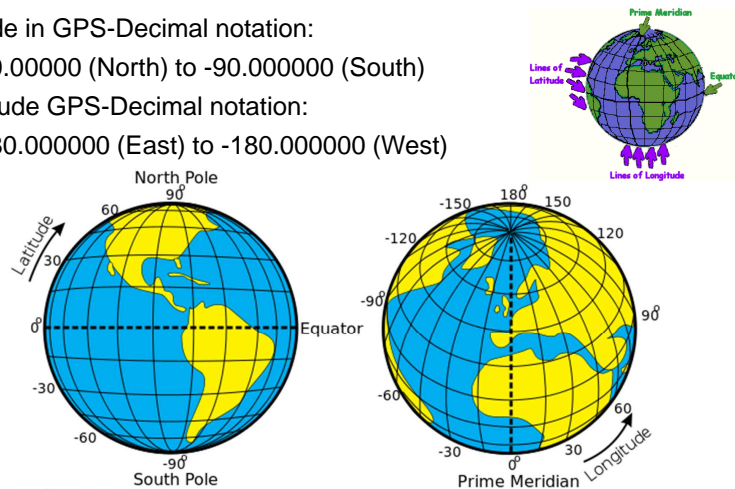 de in GPS-Decimal notation:
0.00000 (North) to -90.000000 (South)
ude GPS-Decimal notation:
80.000000 (East) to -180.000000 (West)
Prime Meridian
Lines of
Latitude
Equato
Lines of Longitude
North Pole
90°
60
Latitude
30
0°
Equator
-30
-60
-90°
South Pole
180°
-150
150
-120
120
-90°
90°
-60
60
-30
30
0°
Longitude
Prime Meridian